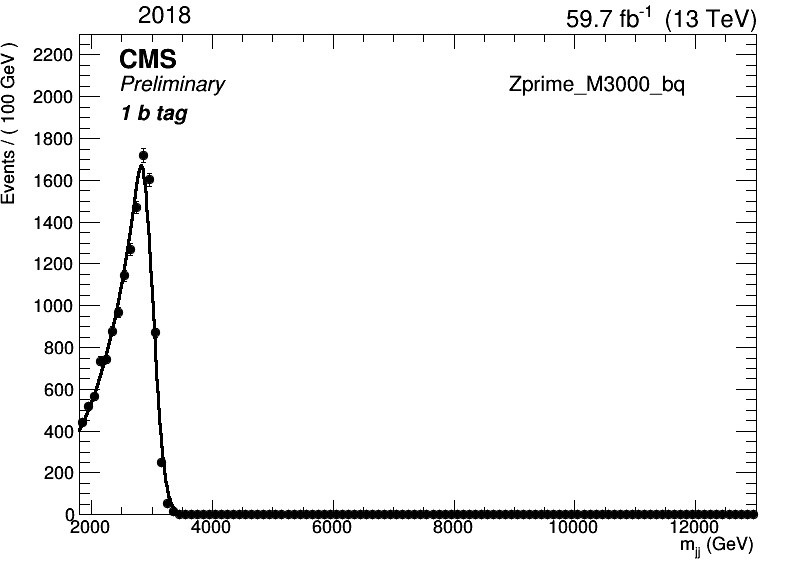 2018
59.7 fb⁻¹ (13 TeV)
CMS
Preliminary
1 b tag
Zprime_M3000_bq
Events / ( 100 GeV )
2200
2000
1800
1600
1400
1200
1000
800
600
400
200
0
2000 4000 6000 8000 10000 12000
m_jj (GeV)